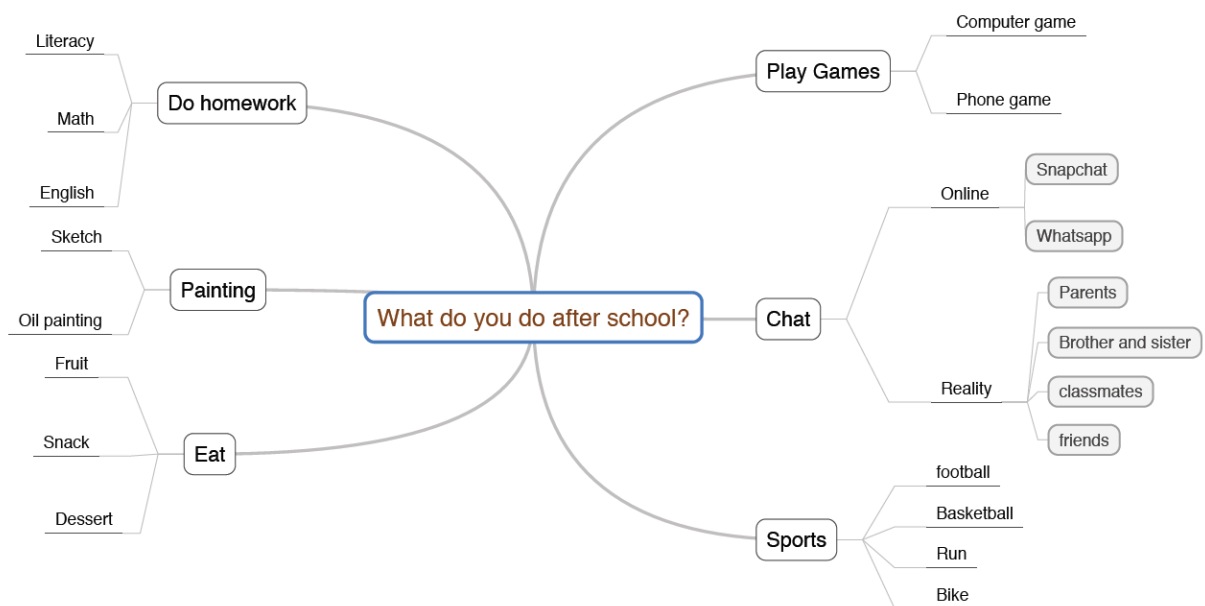 What do you do after school?
Do homework
Literacy
Math
English
Painting
Sketch
Oil painting
Eat
Fruit
Snack
Dessert
Play Games
Computer game
Phone game
Chat
Online
Snapchat
Whatsapp
Reality
Parents
Brother and sister
classmates
friends
Sports
football
Basketball
Run
Bike